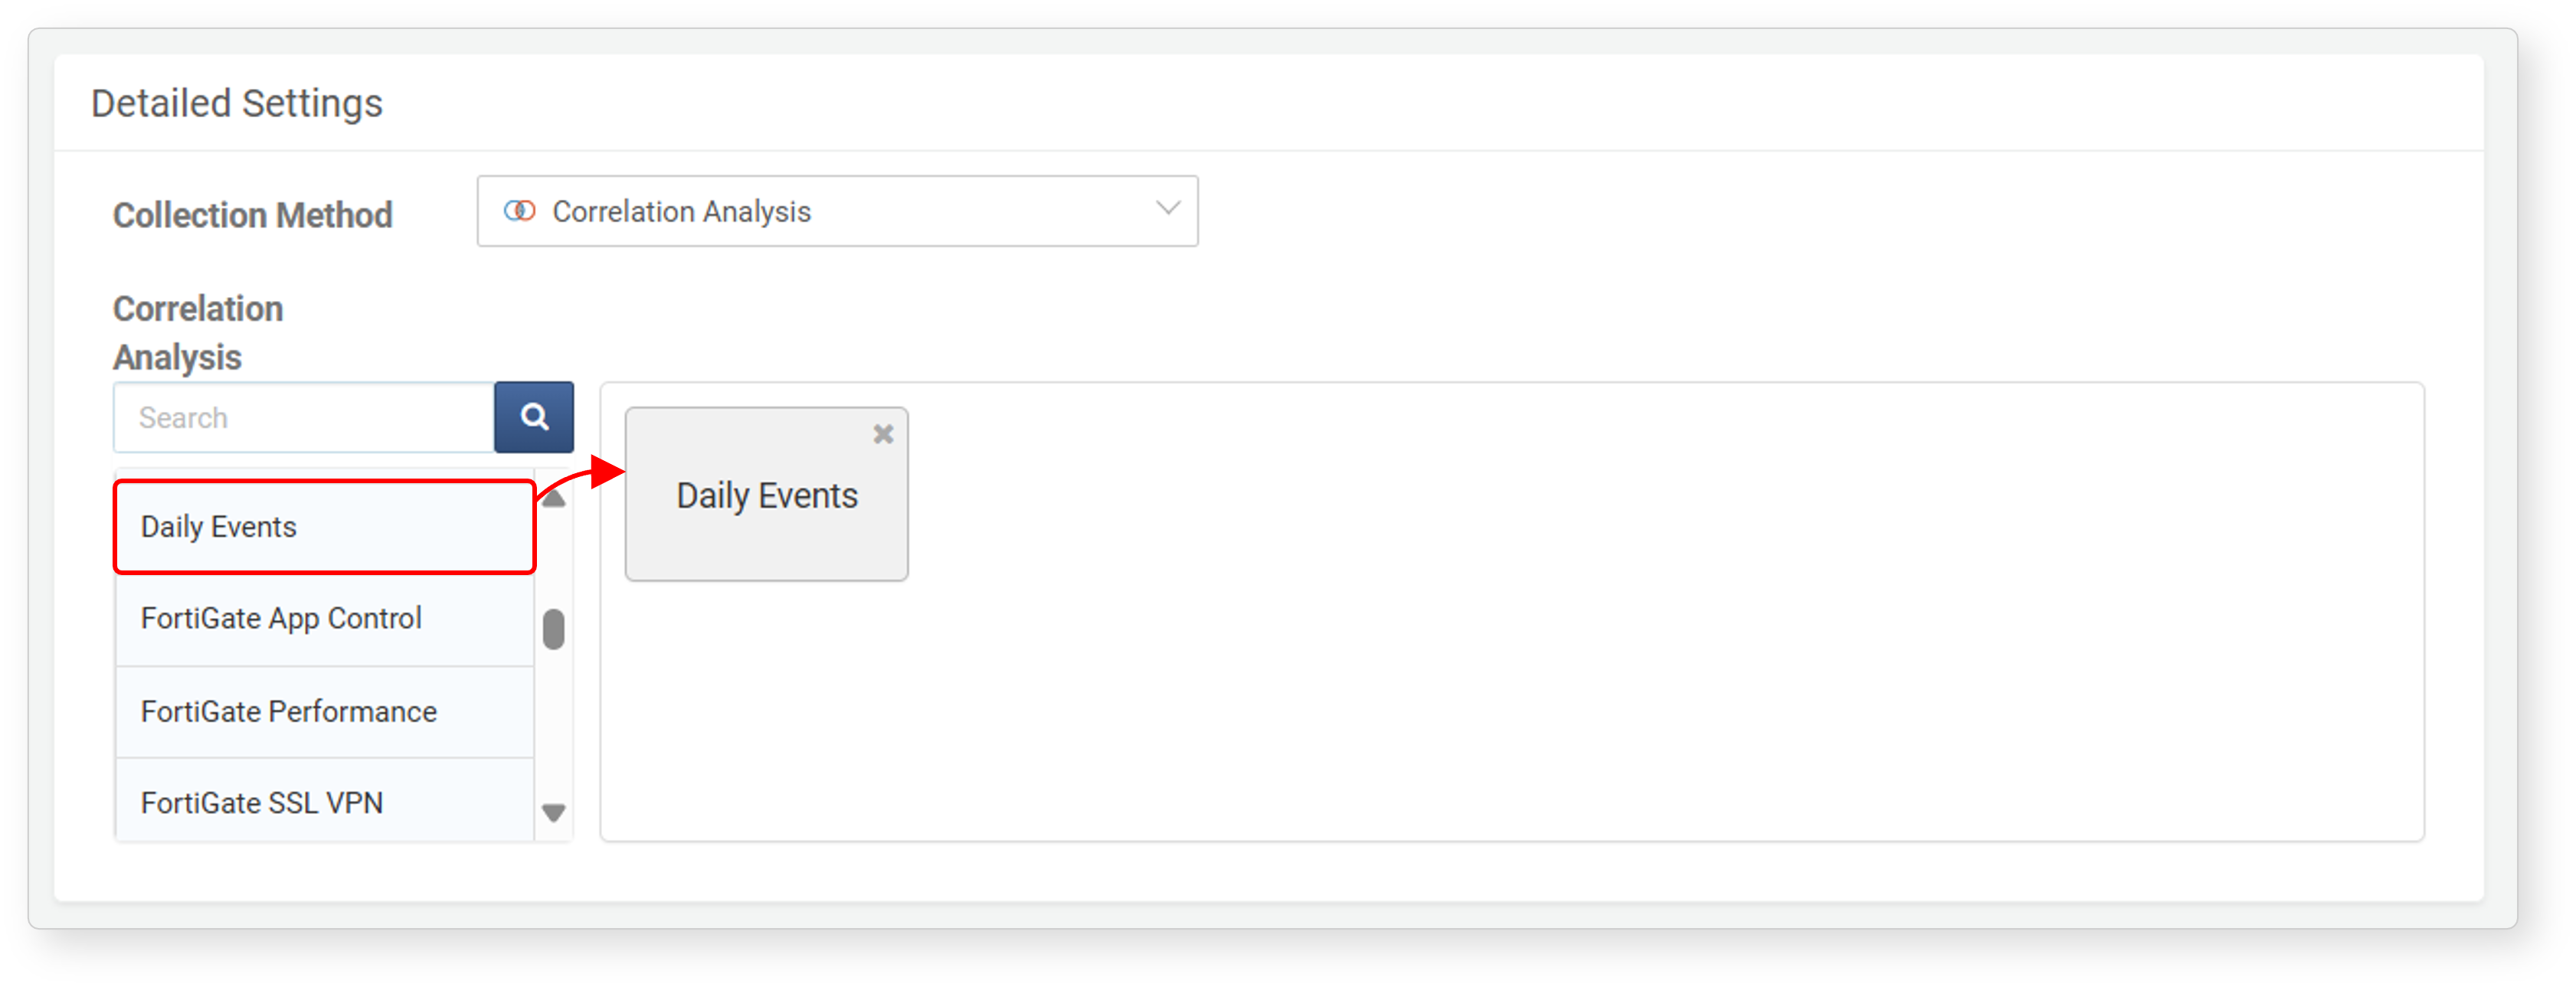 Detailed Settings
Collection Method
Correlation Analysis
Correlation
Analysis
Search
Daily Events
FortiGate App Control
FortiGate Performance
FortiGate SSL VPN
Daily Events